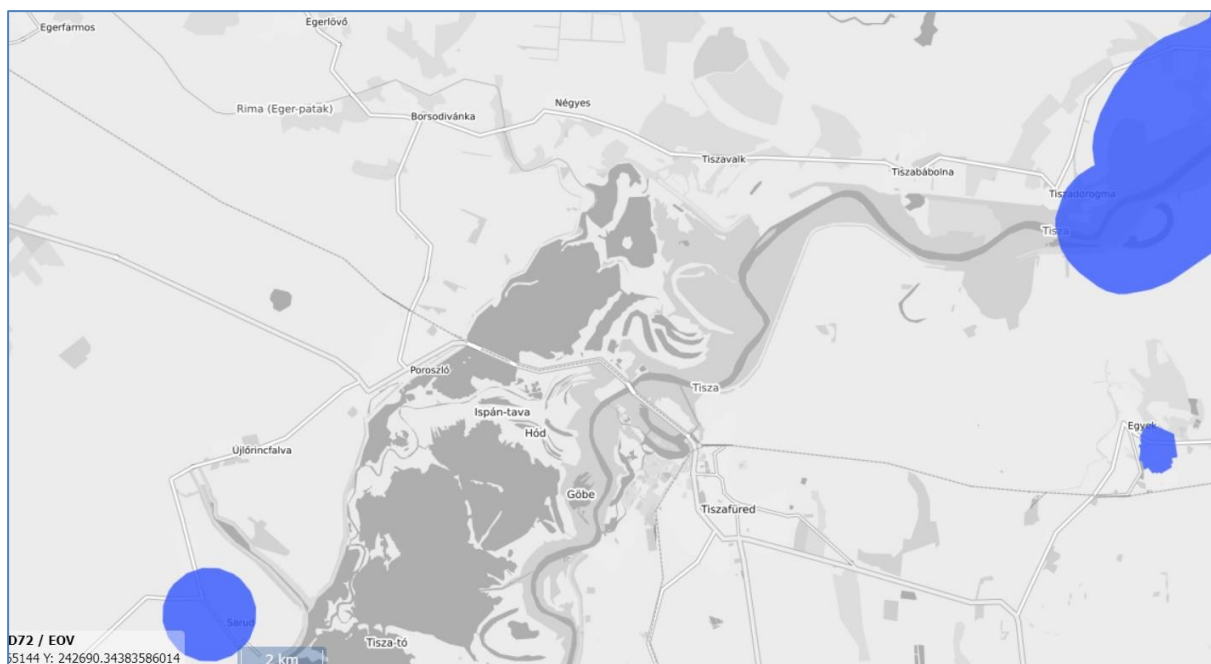 Egerfarmos
Egerlövő
Rima (Eger-patak)
Borsodivánka
Négyes
Tiszavalk
Tiszabábolna
Tiszadorogma
Tisza
Poroszló
Tisza
Ispán-tava
Hód
Egyek
Újlőrincfalva
Göbe
Tiszafüred
Sarud
Tisza-tó
D72 / EOV
55144 Y: 242690.34383586014
2 km